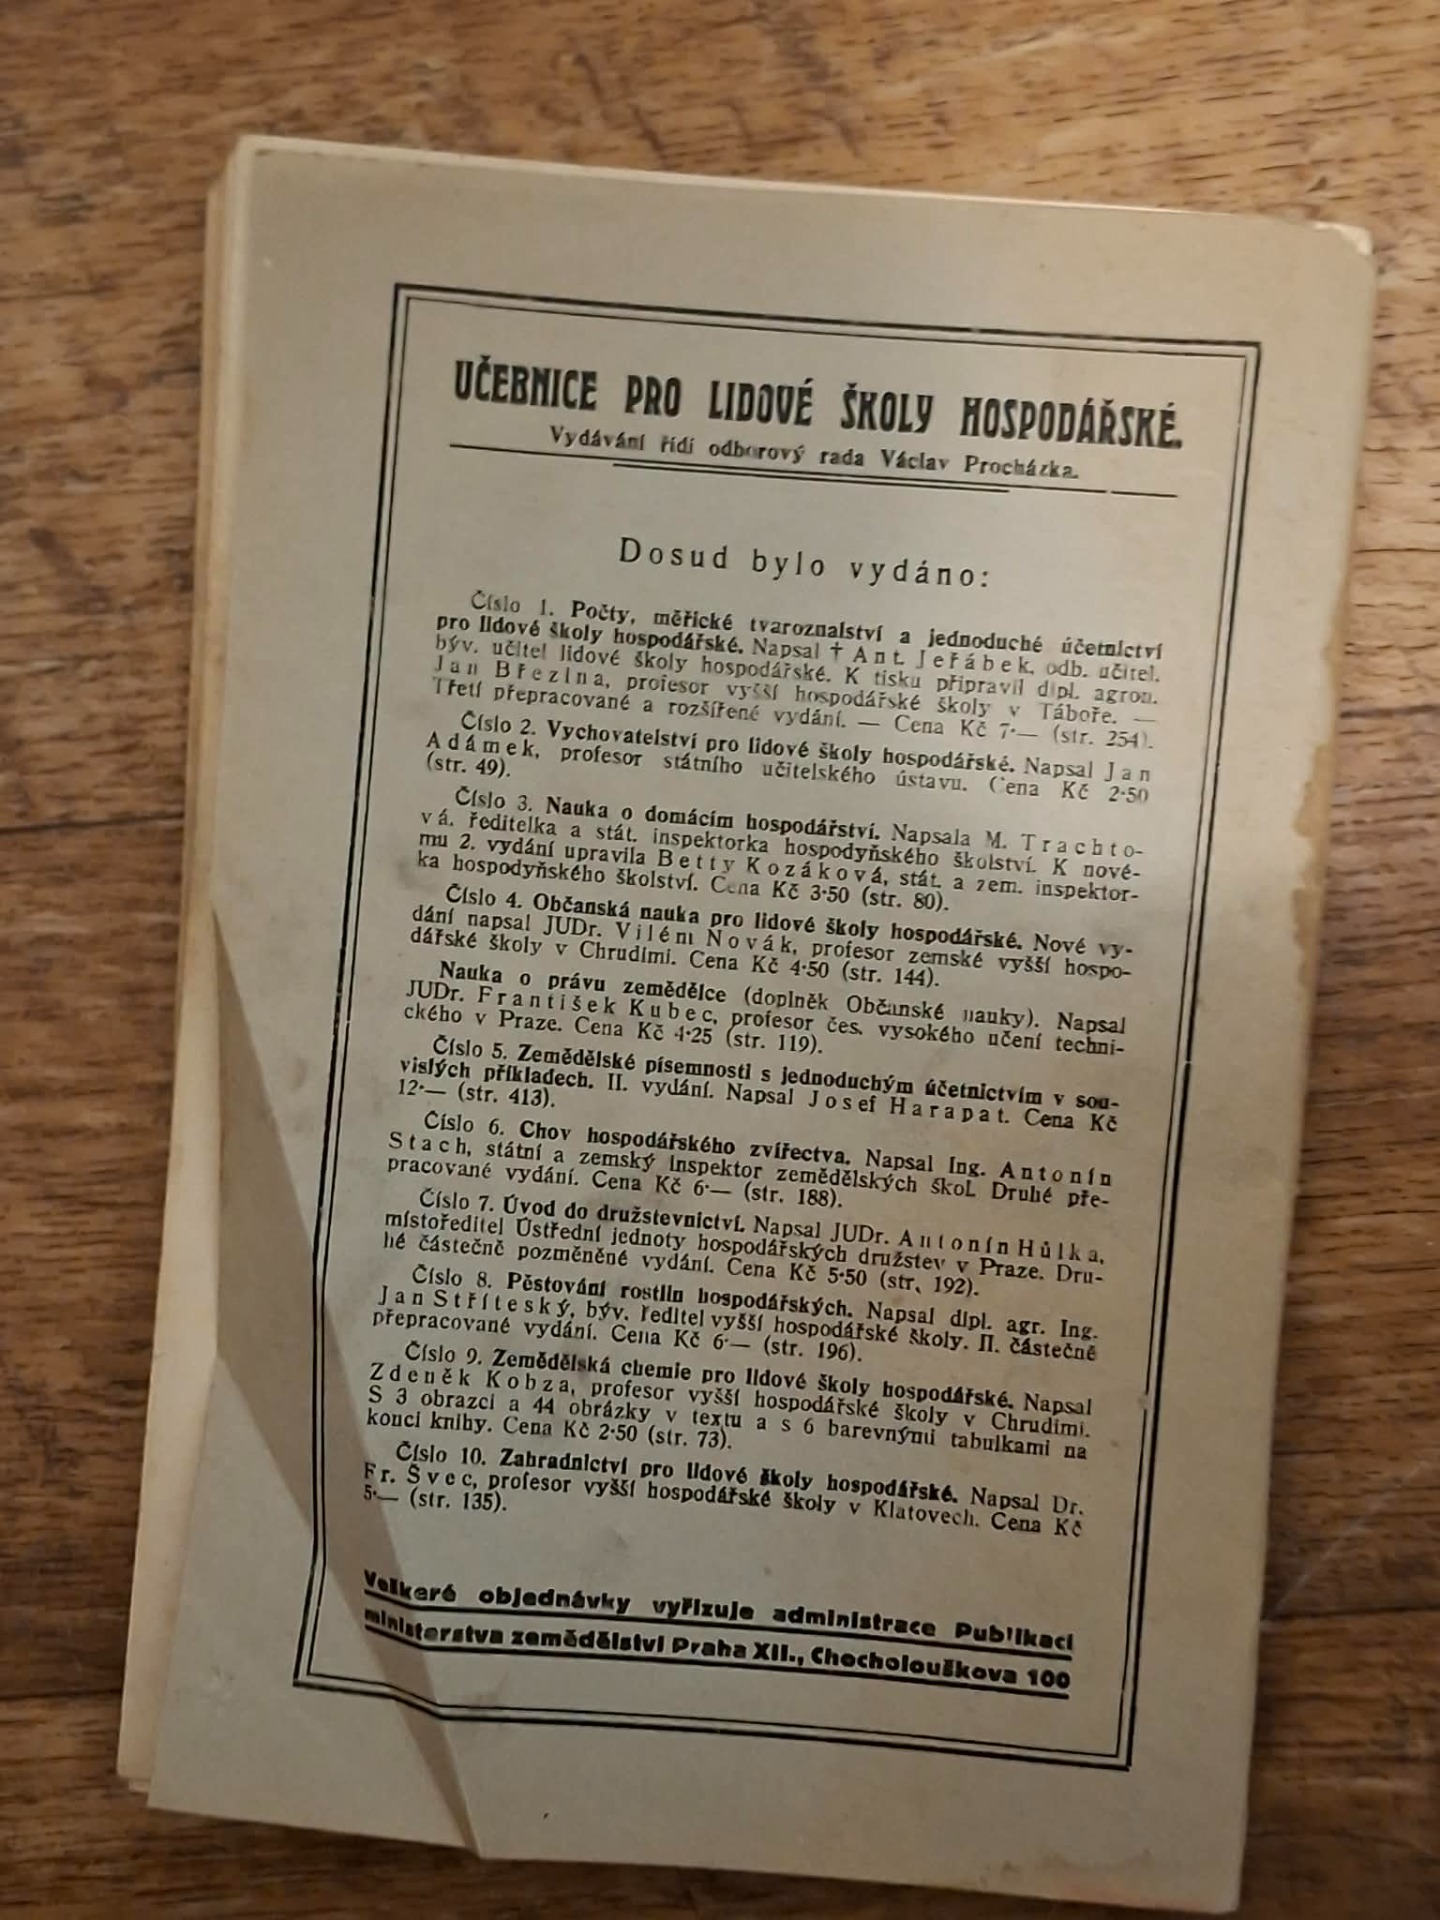 UČEBNICE PRO LIDOVÉ ŠKOLY HOSPODÁŘSKÉ.
Vydávání řídí odborový rada Václav Procházka.
Dosud bylo vydáno:
Číslo 1. Počty, měřické tvaroznalství a jednoduché účetnictví
pro lidové školy hospodářské. Napsal † Ant. Jeřábek, odb. učitel,
býv. učitel lidové školy hospodářské. K tisku připravil dipl. agron.
Jan Březina, profesor vyšší hospodářské školy v Táboře. —
Třetí přepracované a rozšířené vydání. — Cena Kč 7·— (str. 254).
Číslo 2. Vychovatelství pro lidové školy hospodářské. Napsal Jan
Adámek, profesor státního učitelského ústavu. Cena Kč 2·50
(str. 49).
Číslo 3. Nauka o domácím hospodářství. Napsala M. Trachto-
vá, ředitelka a stát. inspektorka hospodyňského školství. K nové-
mu 2. vydání upravila Betty Kozáková, stát. a zem. inspektor-
ka hospodyňského školství. Cena Kč 3·50 (str. 80).
Číslo 4. Občanská nauka pro lidové školy hospodářské. Nové vy-
dání napsal JUDr. Vilém Novák, profesor zemské vyšší hospo-
dářské školy v Chrudimi. Cena Kč 4·50 (str. 144).
Nauka o právu zemědělce (doplněk Občanské nauky). Napsal
JUDr. František Kubec, profesor čes. vysokého učení techni-
ckého v Praze. Cena Kč 4·25 (str. 119).
Číslo 5. Zemědělské písemnosti s jednoduchým účetnictvím v sou-
vislých příkladech. II. vydání. Napsal Josef Harapat. Cena Kč
12·— (str. 413).
Číslo 6. Chov hospodářského zvířectva. Napsal Ing. Antonín
Stach, státní a zemský inspektor zemědělských škol. Druhé pře-
pracované vydání. Cena Kč 6·— (str. 188).
Číslo 7. Úvod do družstevnictví. Napsal JUDr. Antonín Hůlka,
místoředitel Ústřední jednoty hospodářských družstev v Praze. Dru-
hé částečně pozměněné vydání. Cena Kč 5·50 (str. 192).
Číslo 8. Pěstování rostlin hospodářských. Napsal dipl. agr. Ing.
Jan Stříteský, býv. ředitel vyšší hospodářské školy. II. částečně
přepracované vydání. Cena Kč 6·— (str. 196).
Číslo 9. Zemědělská chemie pro lidové školy hospodářské. Napsal
Zdeněk Kobza, profesor vyšší hospodářské školy v Chrudimi.
S 3 obrazci a 44 obrázky v textu a s 6 barevnými tabulkami na
konci knihy. Cena Kč 2·50 (str. 73).
Číslo 10. Zahradnictví pro lidové školy hospodářské. Napsal Dr.
Fr. Švec, profesor vyšší hospodářské školy v Klatovech. Cena Kč
5·— (str. 135).
Veškeré objednávky vyřizuje administrace Publikací
ministerstva zemědělství Praha XII., Chocholouškova 100